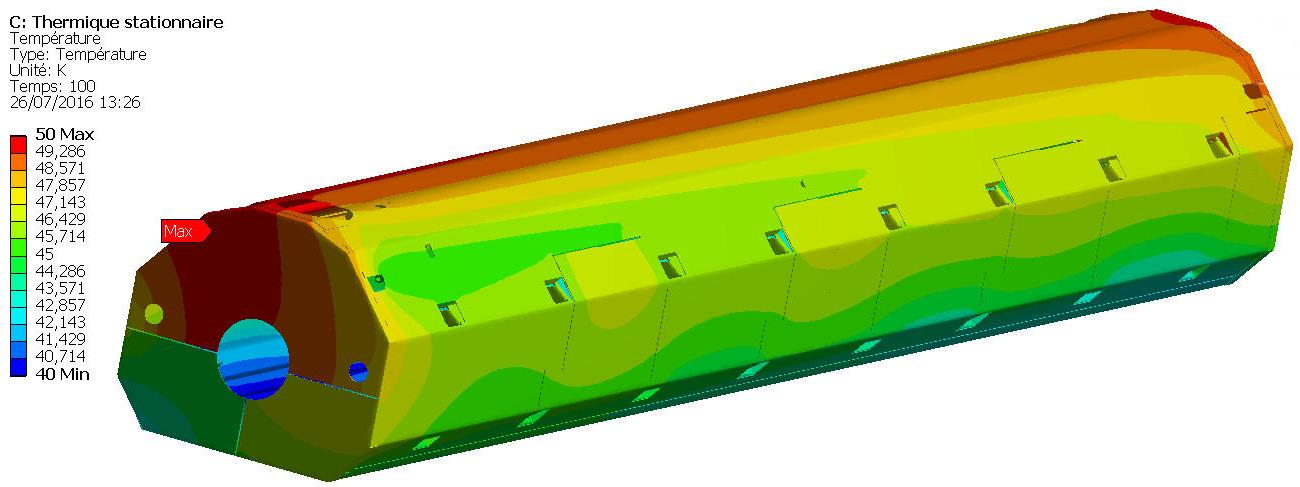 C: Thermique stationnaire
Température
Type: Température
Unité: K
Temps: 100
26/07/2016 13:26
50 Max
49,286
48,571
47,857
47,143
46,429
45,714
45
44,286
43,571
42,857
42,143
41,429
40,714
40 Min
Max